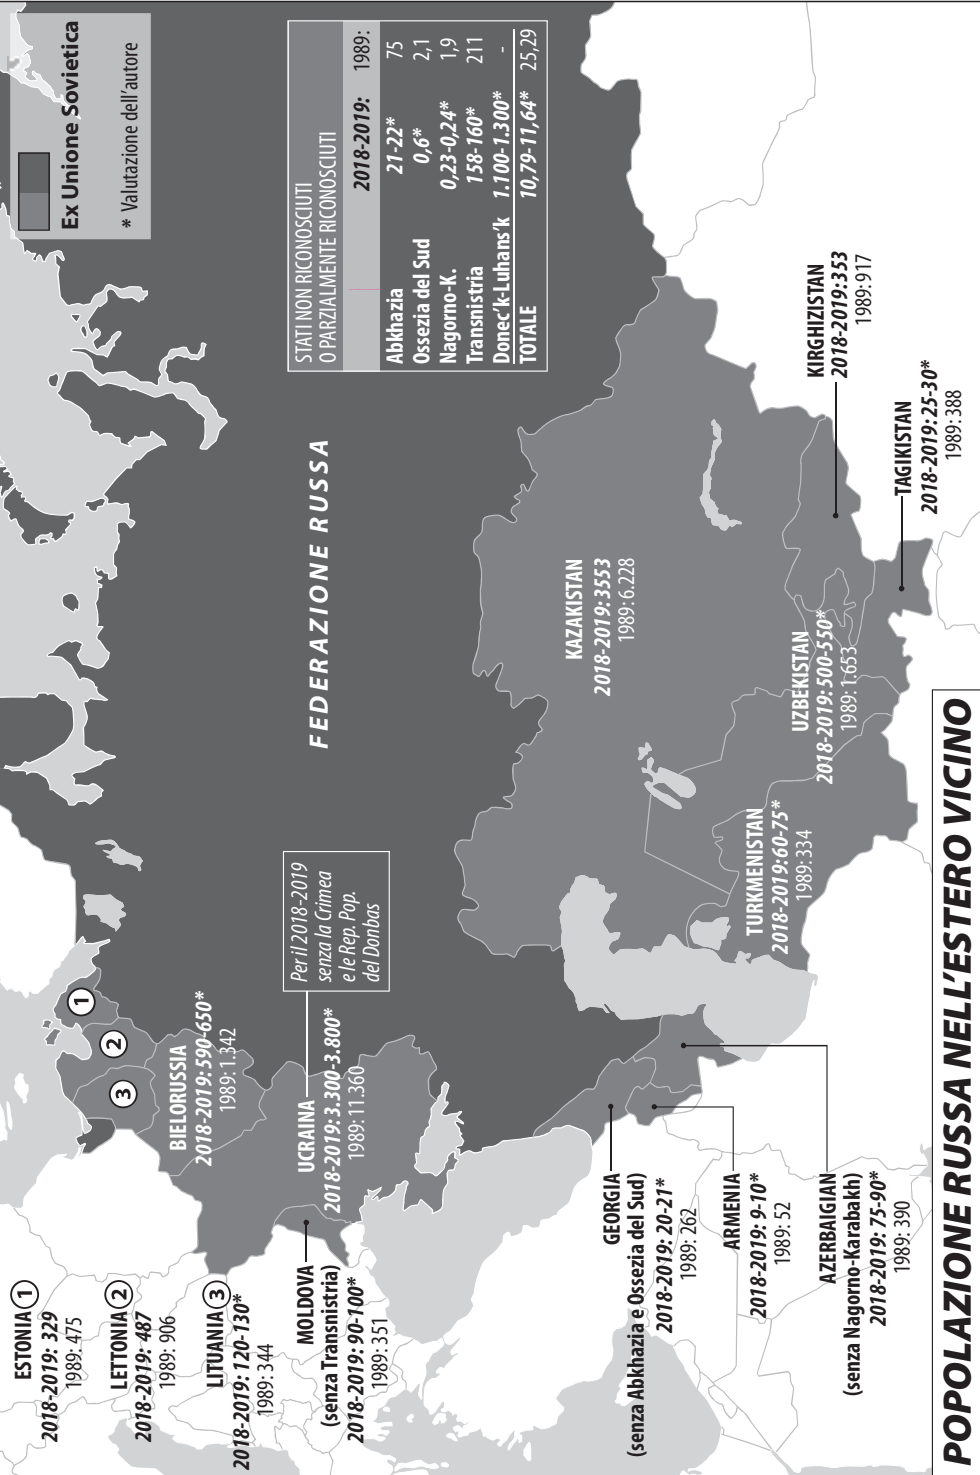 POPOLAZIONE RUSSA NELL'ESTERO VICINO
ESTONIA 1
2018-2019: 329
1989: 475
LETTONIA 2
2018-2019: 487
1989: 906
LITUANIA 3
2018-2019: 120-130*
1989: 344
MOLDOVA
(senza Transnistria)
2018-2019: 90-100*
1989: 351
GEORGIA
(senza Abkhazia e Ossezia del Sud)
2018-2019: 20-21*
1989: 262
ARMENIA
2018-2019: 9-10*
1989: 52
AZERBAIGIAN
(senza Nagorno-Karabakh)
2018-2019: 75-90*
1989: 390
1
2
3
BIELORUSSIA
2018-2019: 590-650*
1989: 1.342
UCRAINA
2018-2019: 3.300-3.800*
1989: 11.360
Per il 2018-2019
senza la Crimea
e le Rep. Pop.
del Donbas
FEDERAZIONE RUSSA
TURKMENISTAN
2018-2019: 60-75*
1989: 334
KAZAKISTAN
2018-2019: 3553
1989: 6.228
UZBEKISTAN
2018-2019: 500-550*
1989: 1.653
TAGIKISTAN
2018-2019: 25-30*
1989: 388
KIRGHIZISTAN
2018-2019: 353
1989: 917
STATI NON RICONOSCIUTI
O PARZIALMENTE RICONOSCIUTI
2018-2019: 1989:
Abkhazia 21-22* 75
Ossezia del Sud 0,6* 2,1
Nagorno-K. 0,23-0,24* 1,9
Transnistria 158-160* 211
Donec'k-Luhans'k 1.100-1.300* -
TOTALE 10,79-11,64* 25,29
Ex Unione Sovietica
* Valutazione dell'autore